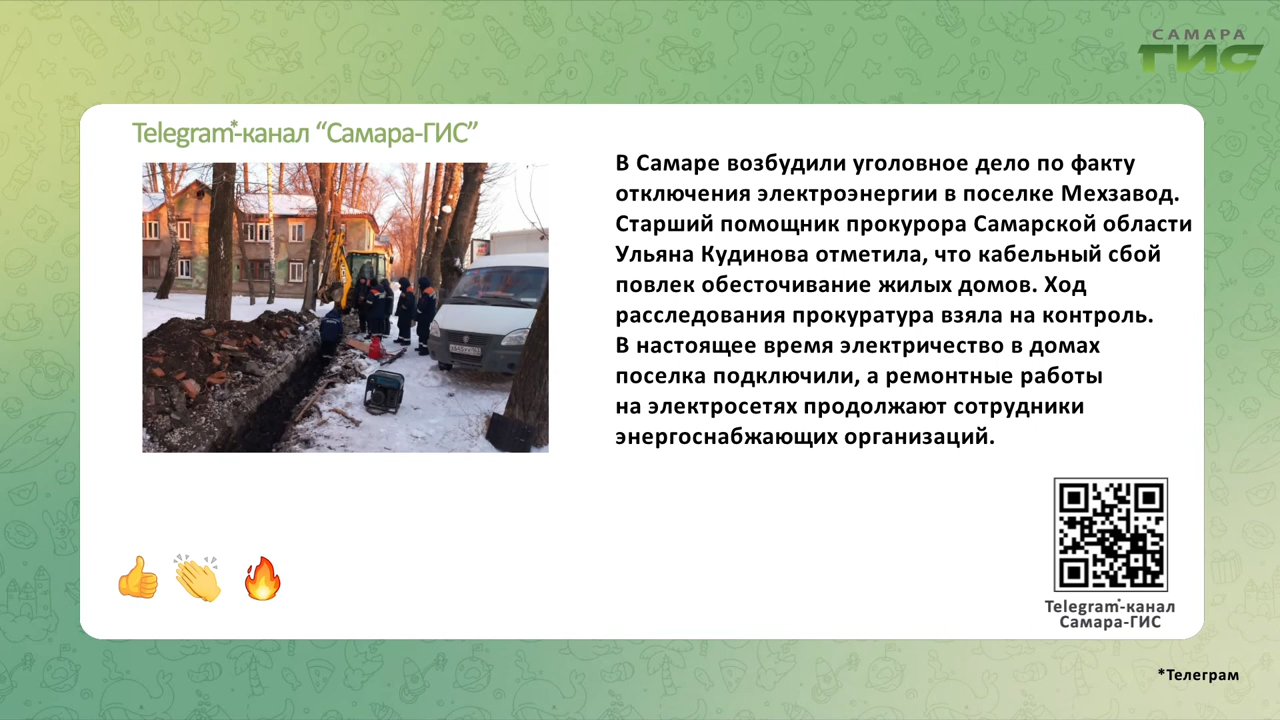 САМАРА
ГИС
Telegram*-канал “Самара-ГИС”
В Самаре возбудили уголовное дело по факту
отключения электроэнергии в поселке Мехзавод.
Старший помощник прокурора Самарской области
Ульяна Кудинова отметила, что кабельный сбой
повлек обесточивание жилых домов. Ход
расследования прокуратура взяла на контроль.
В настоящее время электричество в домах
поселка подключили, а ремонтные работы
на электросетях продолжают сотрудники
энергоснабжающих организаций.
Telegram*-канал
Самара-ГИС
*Телеграм